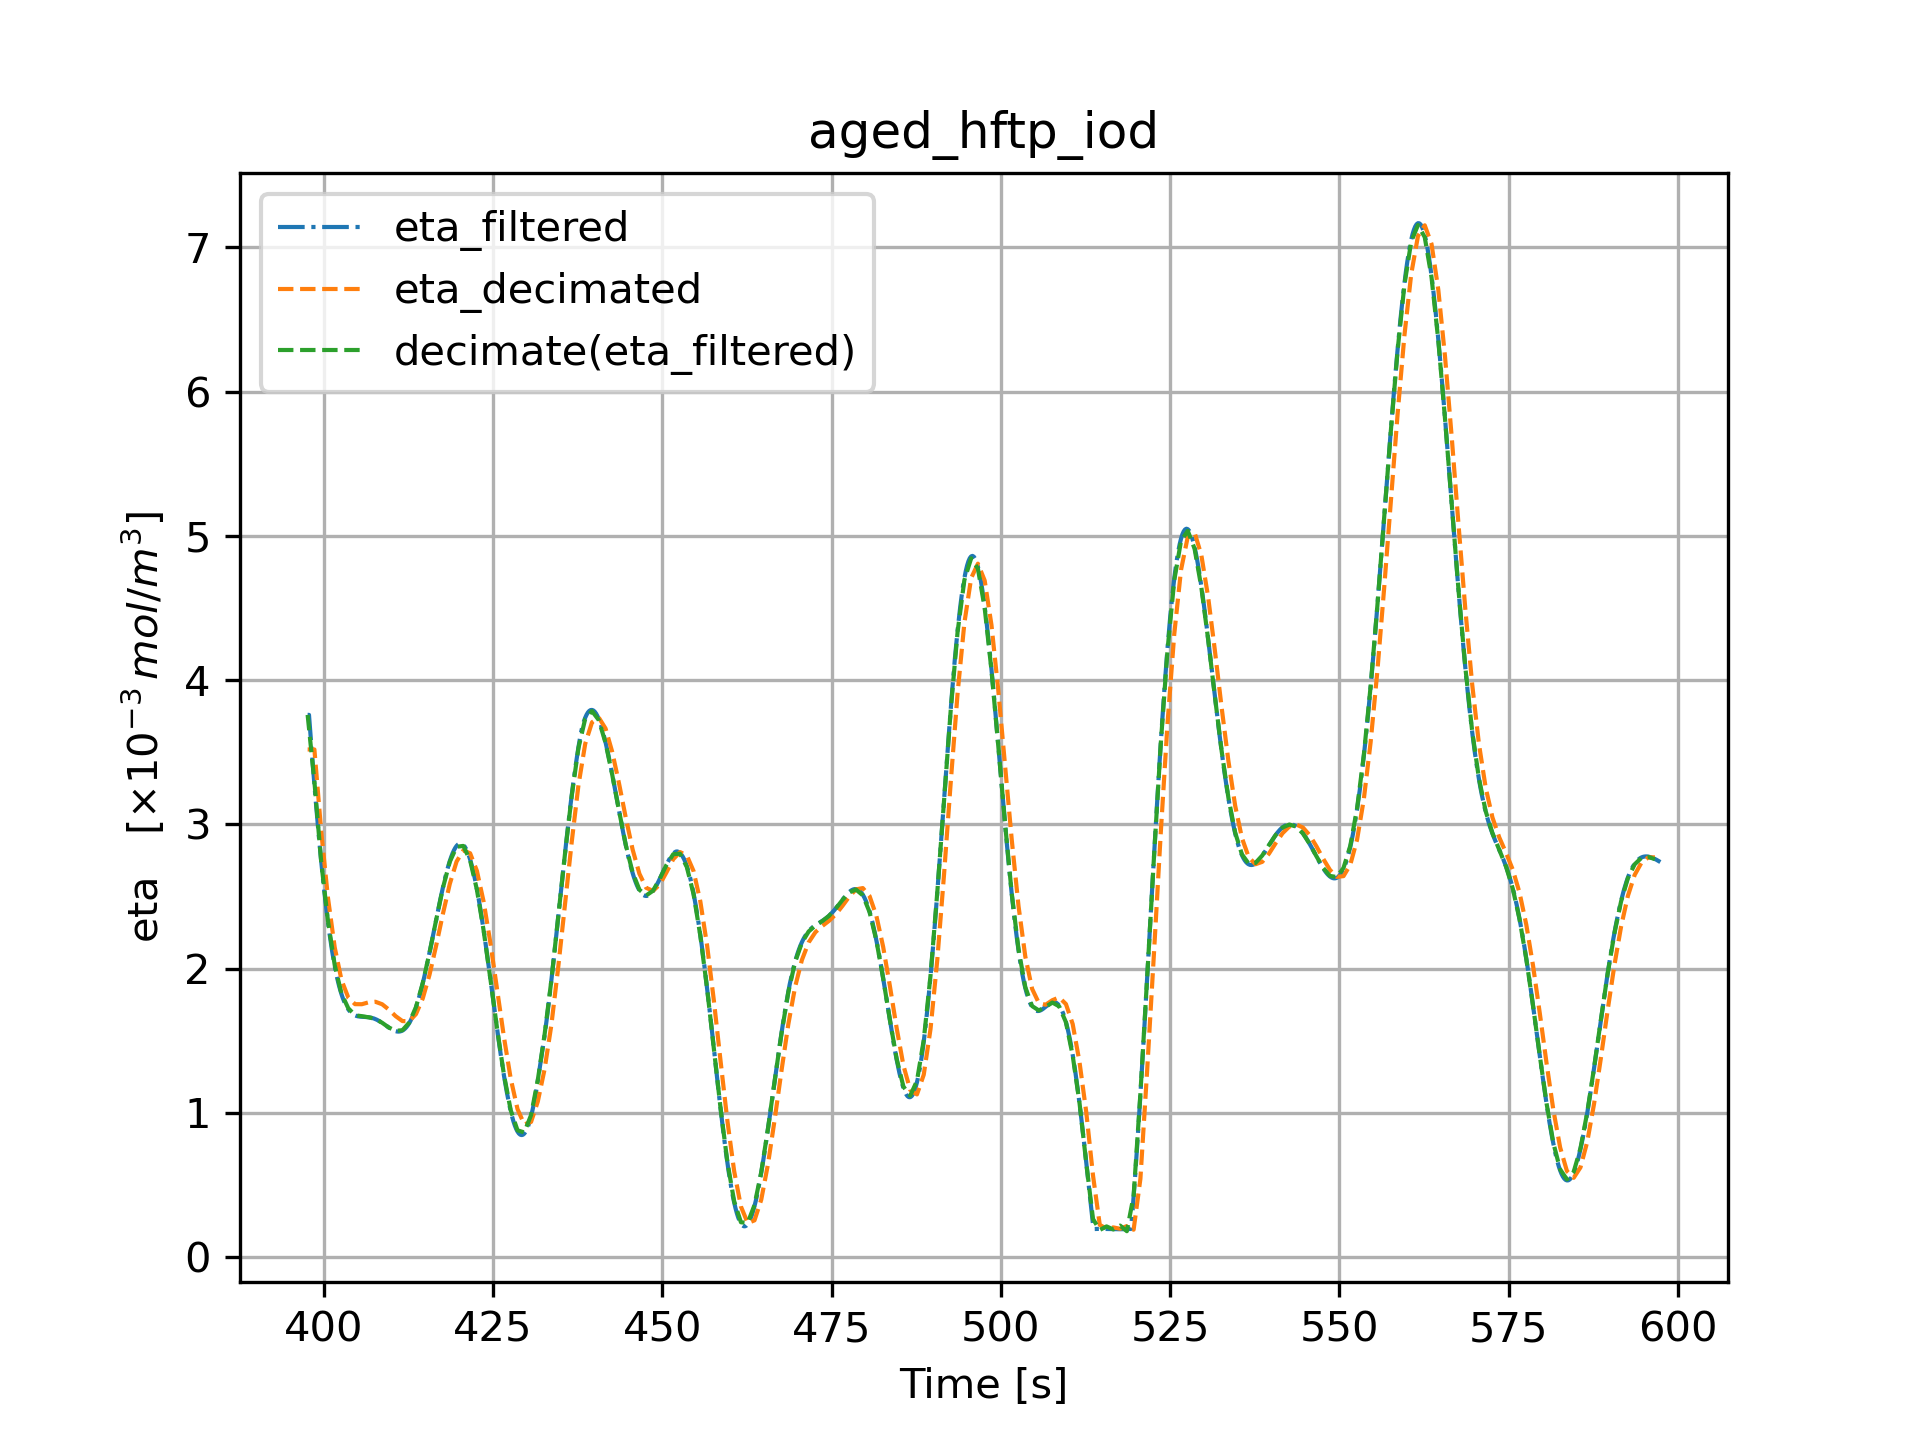 aged_hftp_iod
eta_filtered
eta_decimated
decimate(eta_filtered)
eta [×10⁻³ mol/m³]
7
6
5
4
3
2
1
0
400 425 450 475 500 525 550 575 600
Time [s]